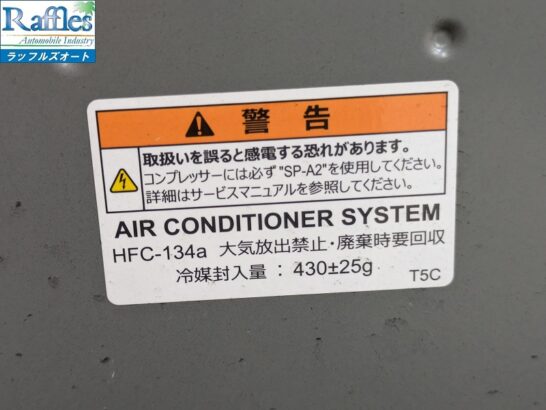 Raffles
Automobile Industry
ラッフルズオート
警告
取扱いを誤ると感電する恐れがあります。
コンプレッサーには必ず"SP-A2"を使用してください。
詳細はサービスマニュアルを参照してください。
AIR CONDITIONER SYSTEM
HFC-134a 大気放出禁止・廃棄時要回収
冷媒封入量 : 430±25g
T5C